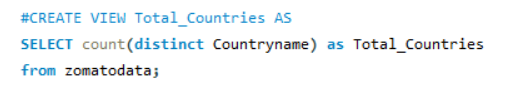 #CREATE VIEW Total_Countries AS
SELECT count(distinct Countryname) as Total_Countries
from zomatodata;